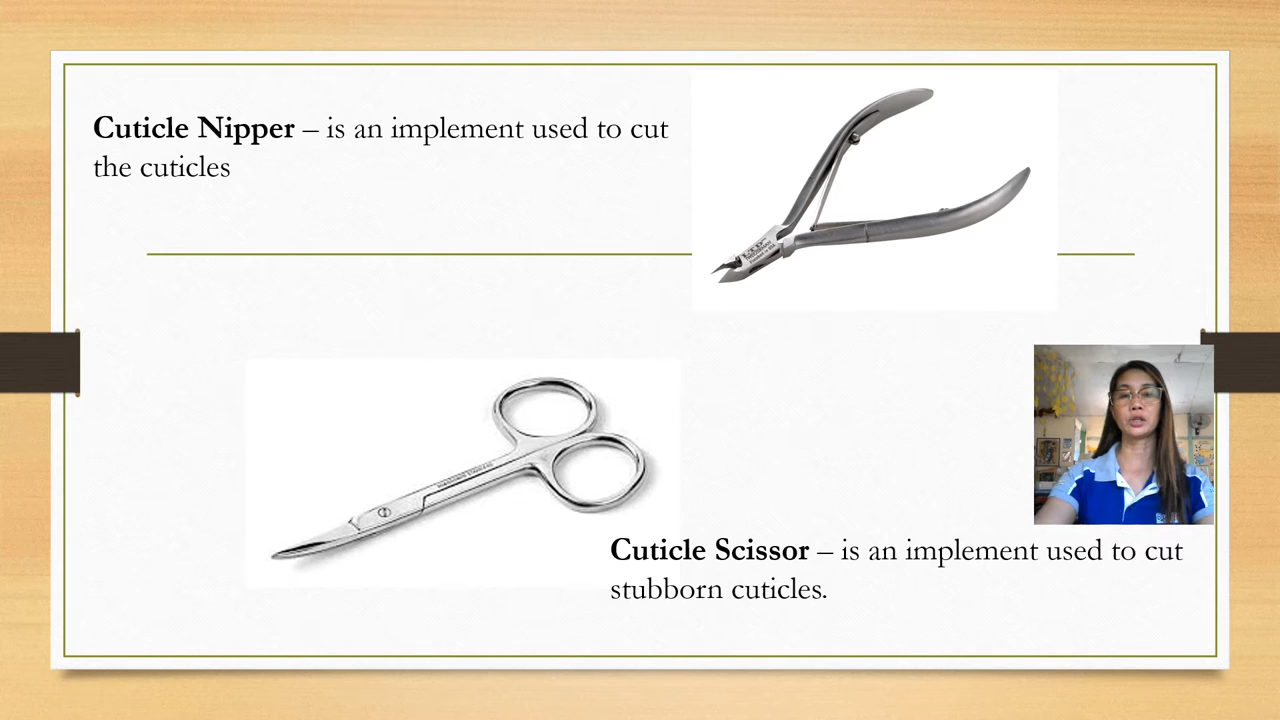 Cuticle Nipper – is an implement used to cut
the cuticles
Cuticle Scissor – is an implement used to cut
stubborn cuticles.